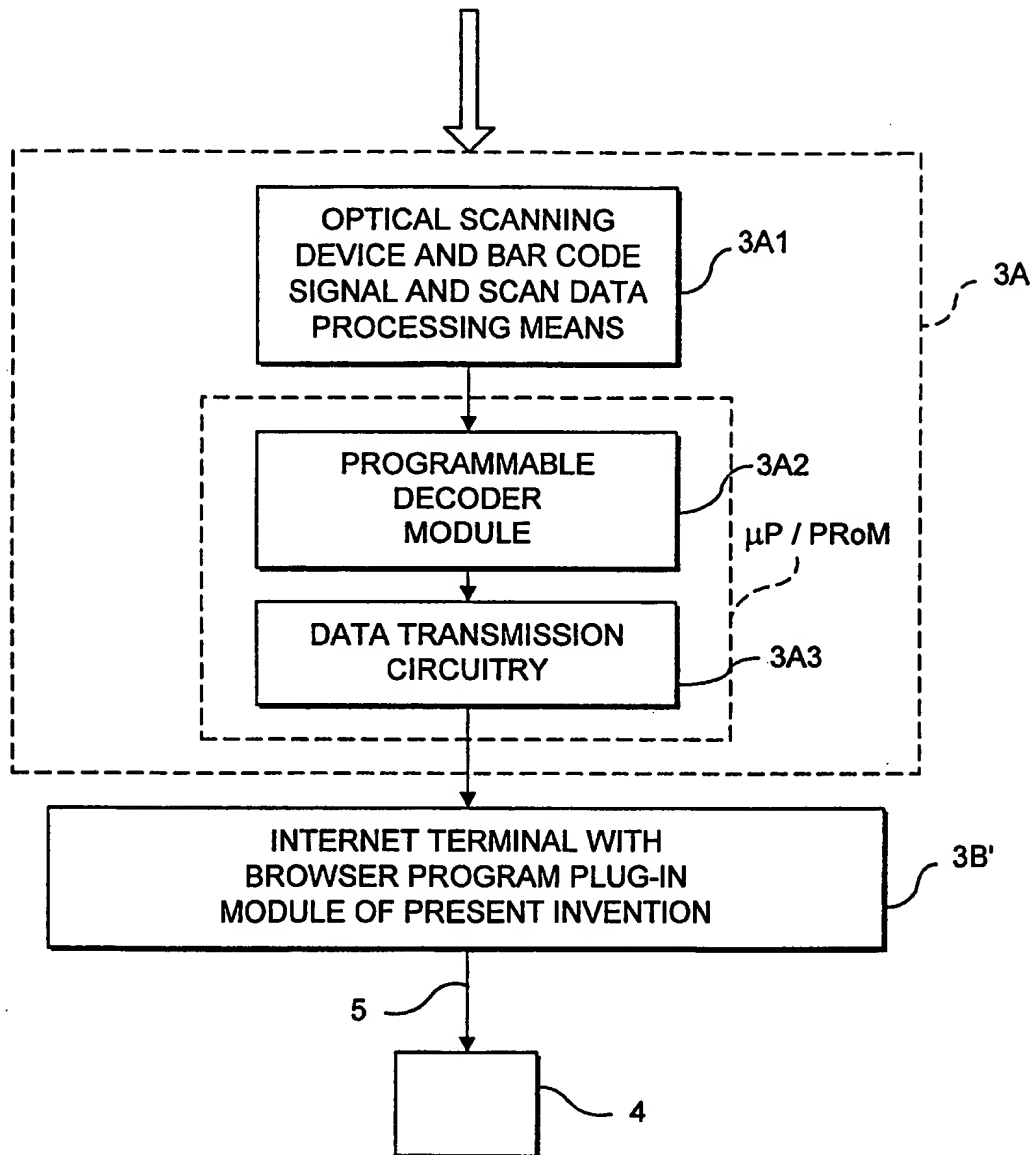 OPTICAL SCANNING
DEVICE AND BAR CODE
SIGNAL AND SCAN DATA
PROCESSING MEANS
3A1
3A
PROGRAMMABLE
DECODER
MODULE
3A2
μP / PRoM
DATA TRANSMISSION
CIRCUITRY
3A3
INTERNET TERMINAL WITH
BROWSER PROGRAM PLUG-IN
MODULE OF PRESENT INVENTION
3B'
5
4